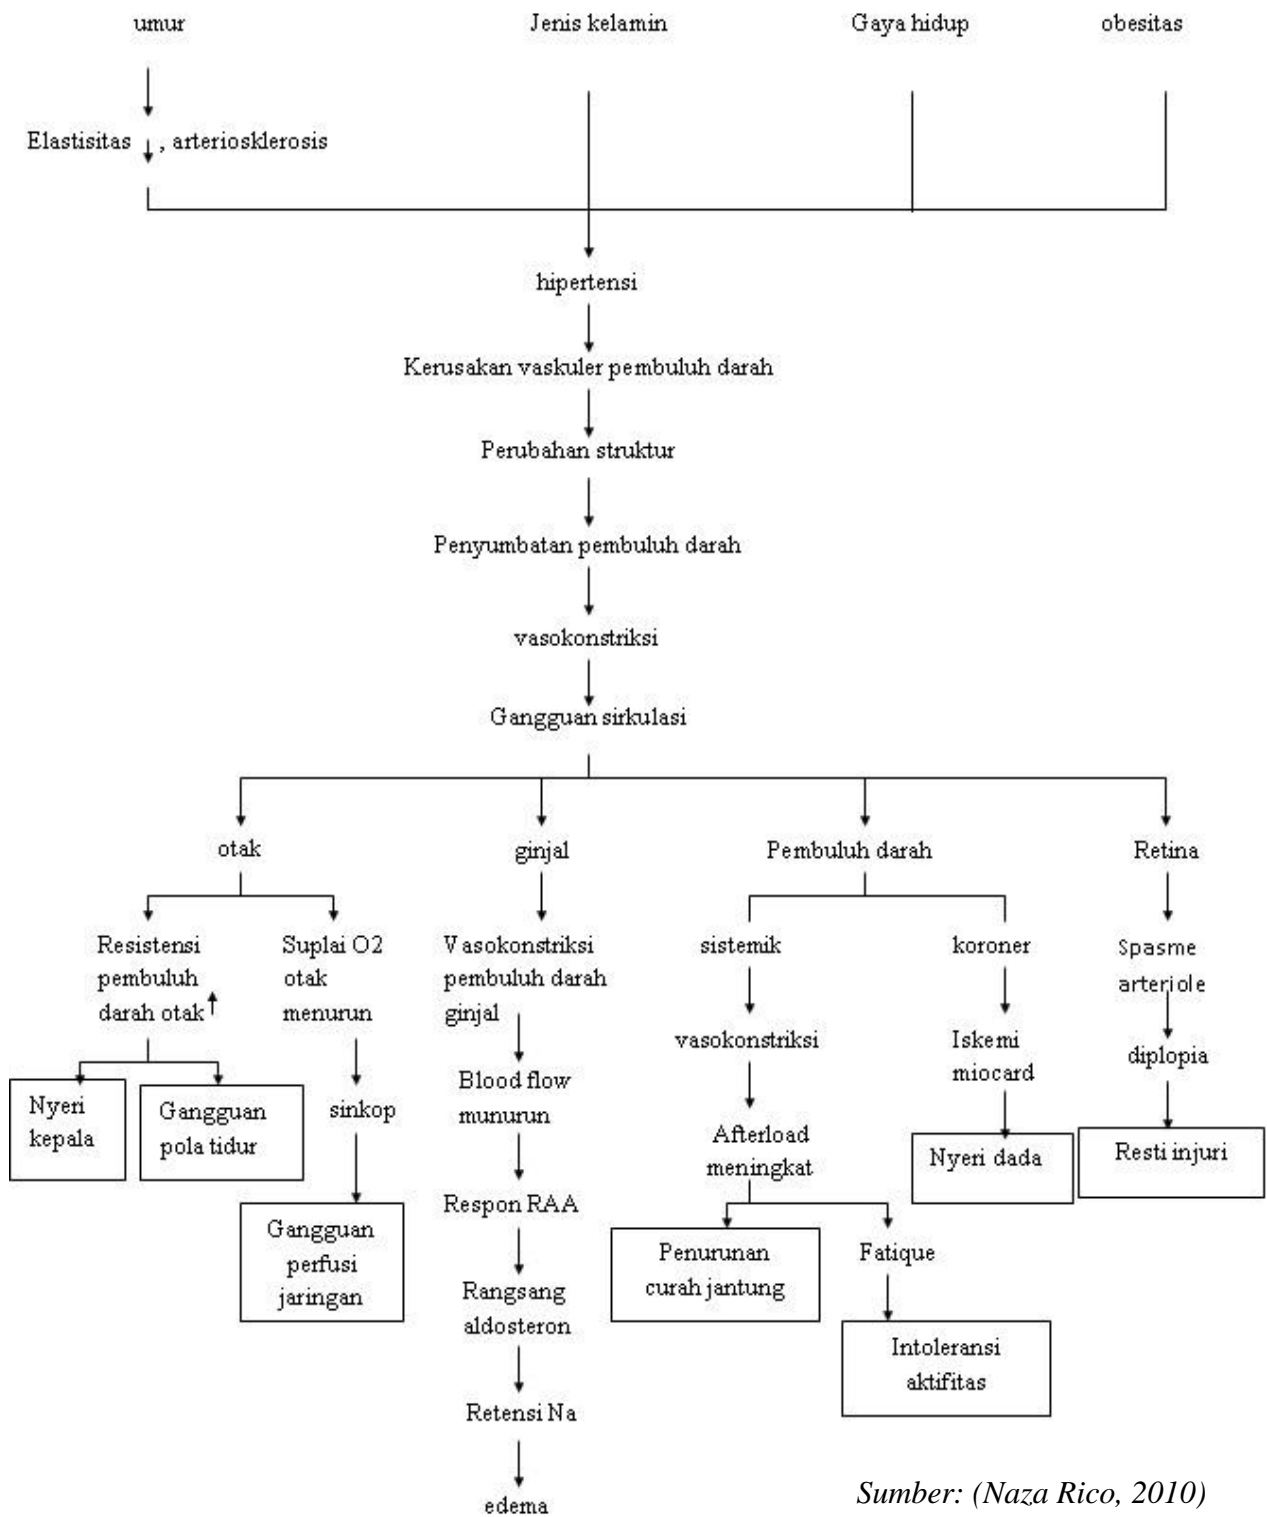 umur
Jenis kelamin
Gaya hidup
obesitas
Elastisitas , arteriosklerosis
hipertensi
Kerusakan vaskuler pembuluh darah
Perubahan struktur
Penyumbatan pembuluh darah
vasokonstriksi
Gangguan sirkulasi
otak
ginjal
Pembuluh darah
Retina
Resistensi
pembuluh
darah otak
Suplai O2
otak
menurun
Vasokonstriksi
pembuluh darah
ginjal
sistemik
koroner
Spasme
arteriole
vasokonstriksi
Iskemi
miocard
diplopia
Nyeri
kepala
Gangguan
pola tidur
sinkop
Blood flow
munurun
Afterload
meningkat
Nyeri dada
Resti injuri
Gangguan
perfusi
jaringan
Respon RAA
Penurunan
curah jantung
Fatique
Rangsang
aldosteron
Intoleransi
aktifitas
Retensi Na
edema
Sumber: (Naza Rico, 2010)